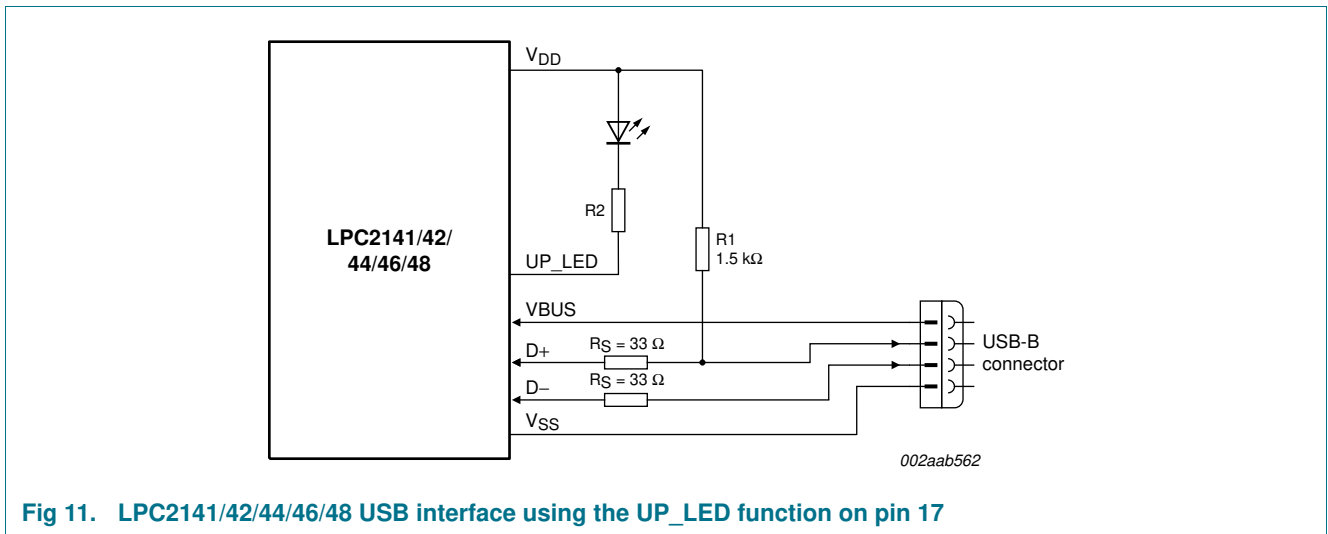 VDD
R2
R1
1.5 kΩ
LPC2141/42/
44/46/48
UP_LED
VBUS
D+
RS = 33 Ω
USB-B
connector
D−
RS = 33 Ω
VSS
002aab562
Fig 11. LPC2141/42/44/46/48 USB interface using the UP_LED function on pin 17